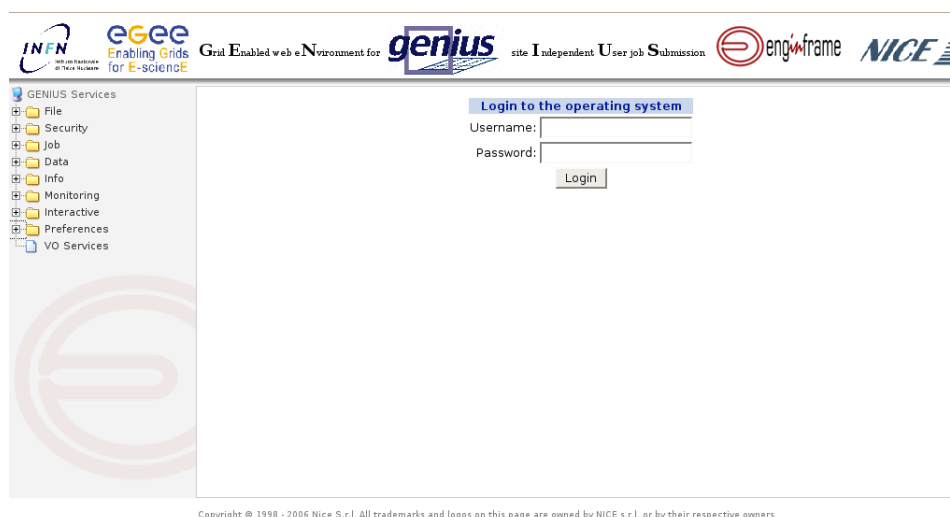 INFN
Istituto Nazionale
di Fisica Nucleare
eGee
Enabling Grids
for E-sciencE
Grid Enabled web eNvironment for
genius
site Independent User job Submission
enginframe
NICE
GENIUS Services
File
Security
Job
Data
Info
Monitoring
Interactive
Preferences
VO Services
Login to the operating system
Username:
Password:
Login
Copyright © 1998 - 2006 Nice S.r.l. All trademarks and logos on this page are owned by NICE s.r.l. or by their respective owners.